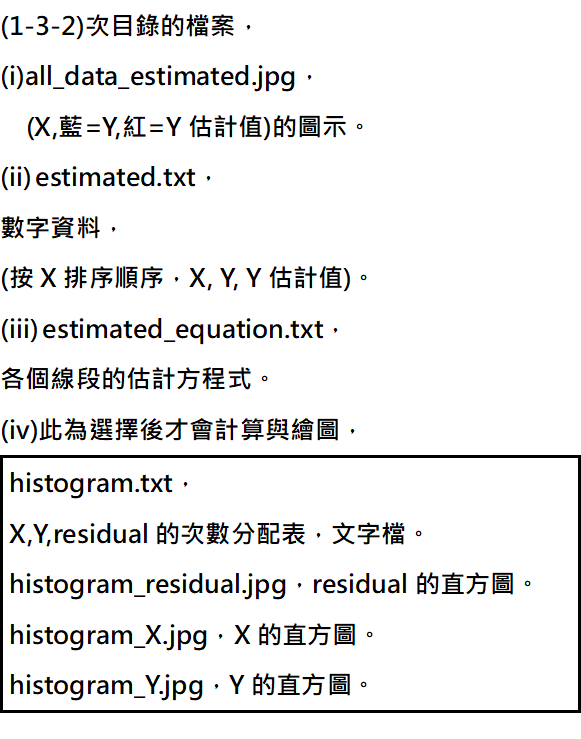 (1-3-2)次目錄的檔案，
(i)all_data_estimated.jpg，
(X,藍=Y,紅=Y 估計值)的圖示。
(ii) estimated.txt，
數字資料，
(按 X 排序順序，X, Y, Y 估計值)。
(iii) estimated_equation.txt，
各個線段的估計方程式。
(iv)此為選擇後才會計算與繪圖，
histogram.txt，
X,Y,residual 的次數分配表，文字檔。
histogram_residual.jpg，residual 的直方圖。
histogram_X.jpg，X 的直方圖。
histogram_Y.jpg，Y 的直方圖。